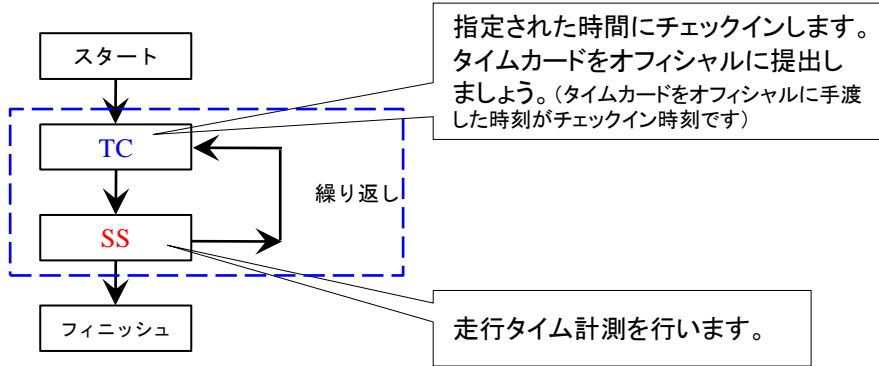 スタート
指定された時間にチェックインします。
タイムカードをオフィシャルに提出し
ましょう。（タイムカードをオフィシャルに手渡
した時刻がチェックイン時刻です）
TC
繰り返し
SS
フィニッシュ
走行タイム計測を行います。